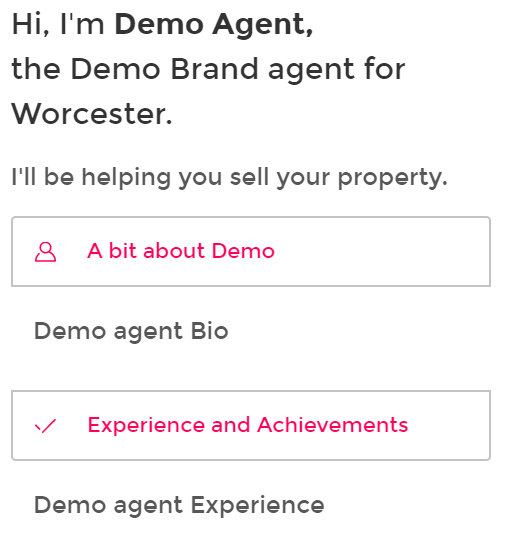 Hi, I'm Demo Agent,
the Demo Brand agent for
Worcester.
I'll be helping you sell your property.
A bit about Demo
Demo agent Bio
Experience and Achievements
Demo agent Experience